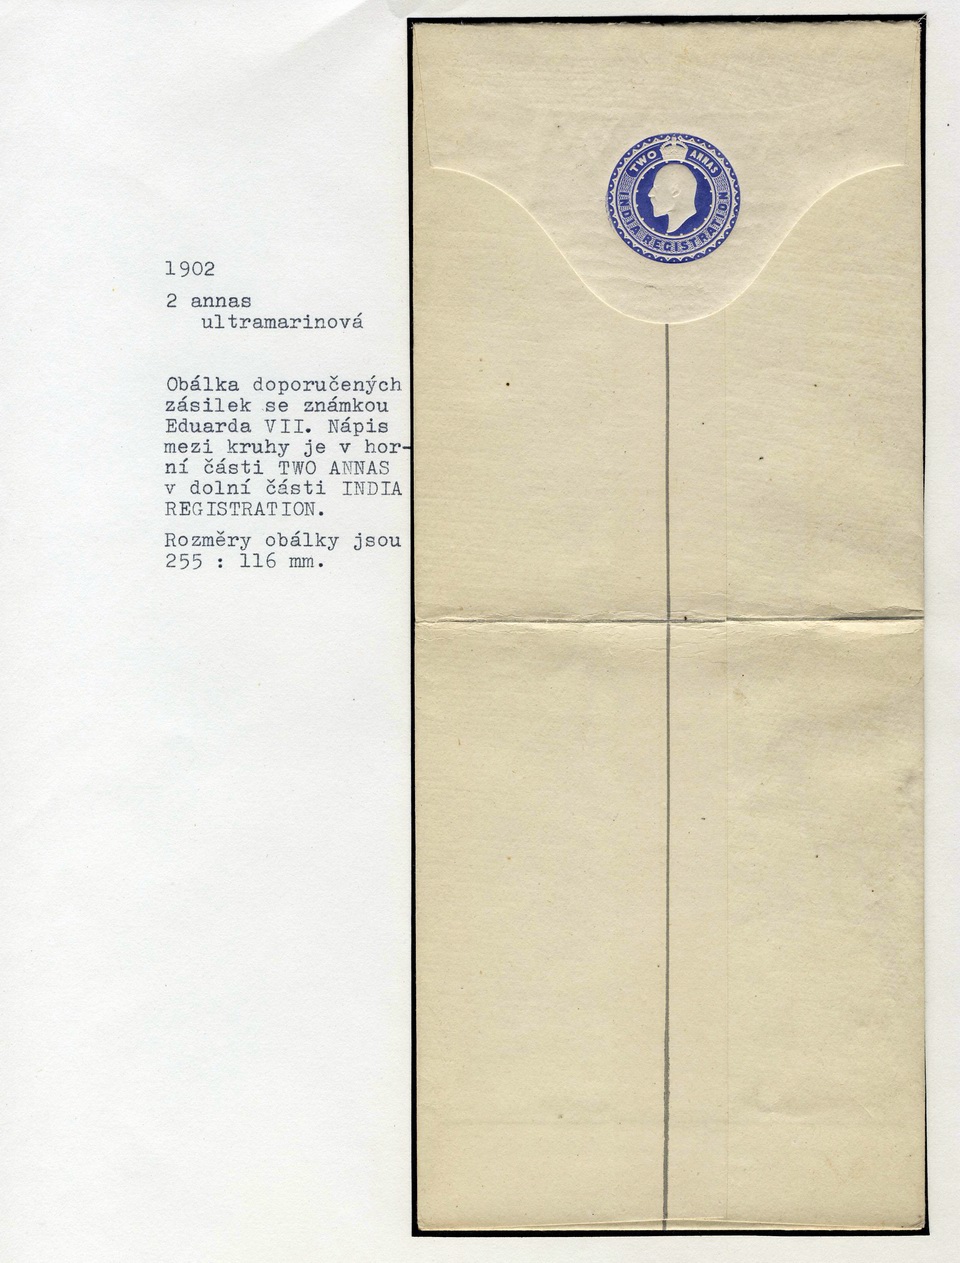 1902
2 annas
ultramarinová
Obálka doporučených
zásilek se známkou
Eduarda VII. Nápis
mezi kruhy je v hor-
ní části TWO ANNAS
v dolní části INDIA
REGISTRATION.
Rozměry obálky jsou
255 : 116 mm.
TWO ANNAS
INDIA REGISTRATION